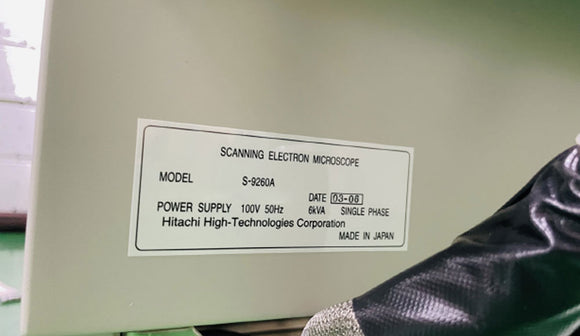 SCANNING ELECTRON MICROSCOPE
MODEL S-9260A
DATE 03-06
POWER SUPPLY 100V 50Hz 6kVA SINGLE PHASE
Hitachi High-Technologies Corporation
MADE IN JAPAN